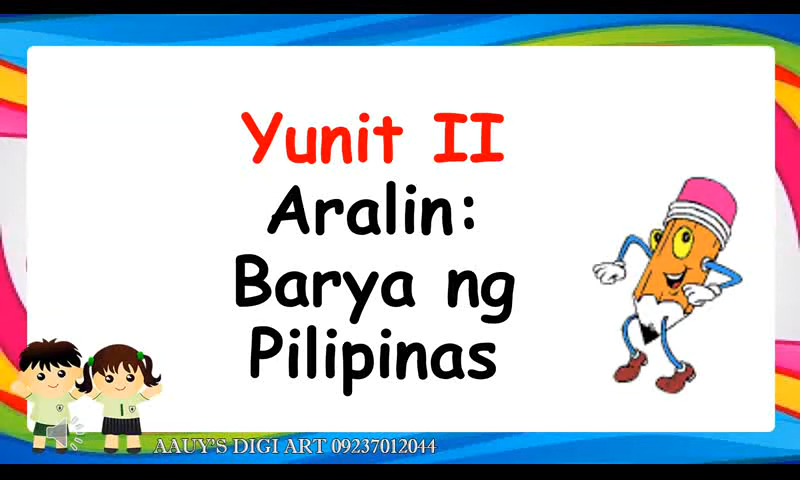 Yunit II
Aralin:
Barya ng
Pilipinas
AAUY'S DIGI ART 09237012044